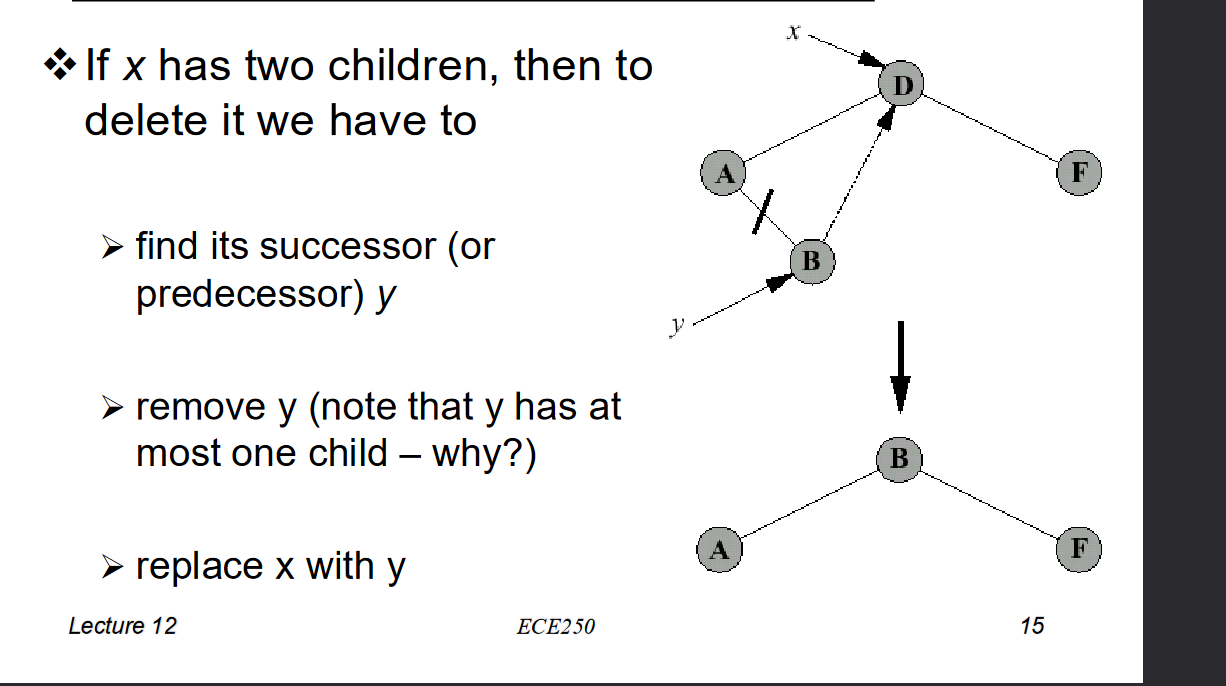 ❖ If x has two children, then to
delete it we have to
➢ find its successor (or
predecessor) y
➢ remove y (note that y has at
most one child – why?)
➢ replace x with y
x
D
A
F
B
y
B
A
F
Lecture 12
ECE250
15